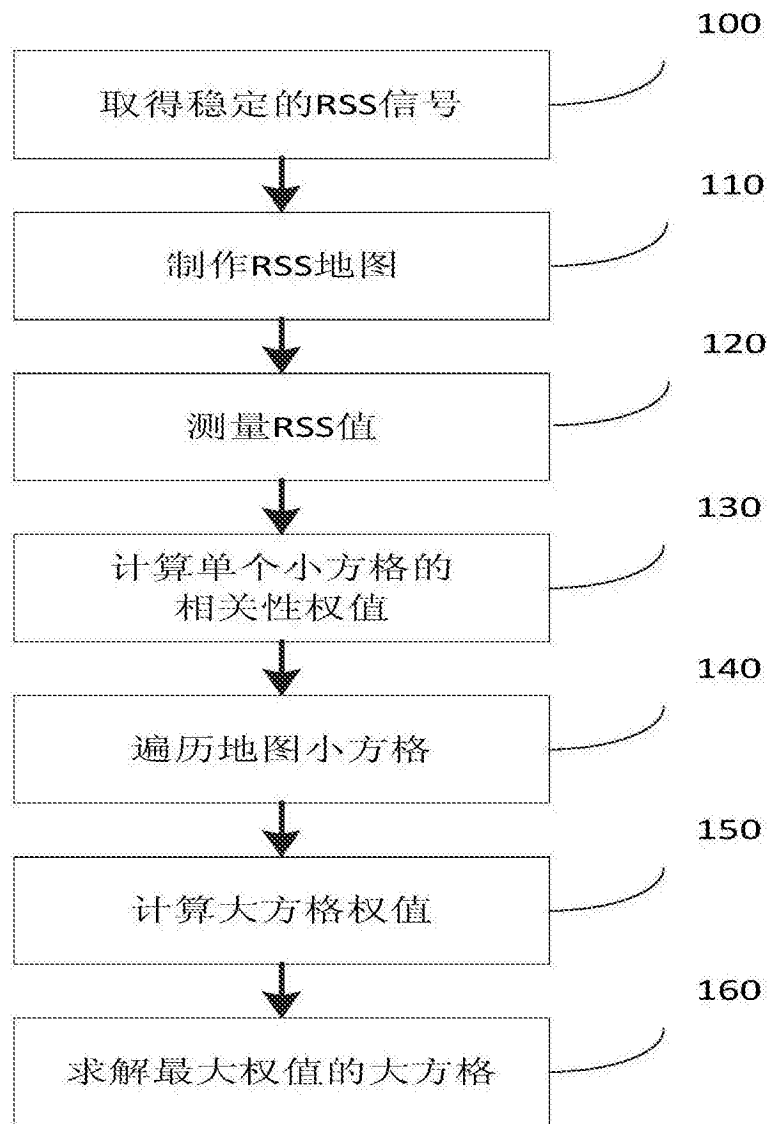 100
取得稳定的RSS信号
110
制作RSS地图
120
测量RSS值
130
计算单个小方格的
相关性权值
140
遍历地图小方格
150
计算大方格权值
160
求解最大权值的大方格